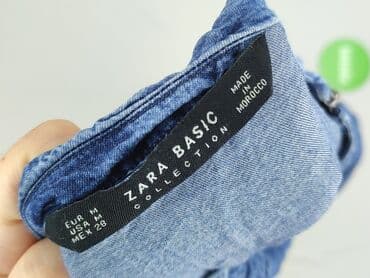 ZARA BASIC
COLLECTION
MADE
IN
MOROCCO
EUR M
USA M
MEX 28